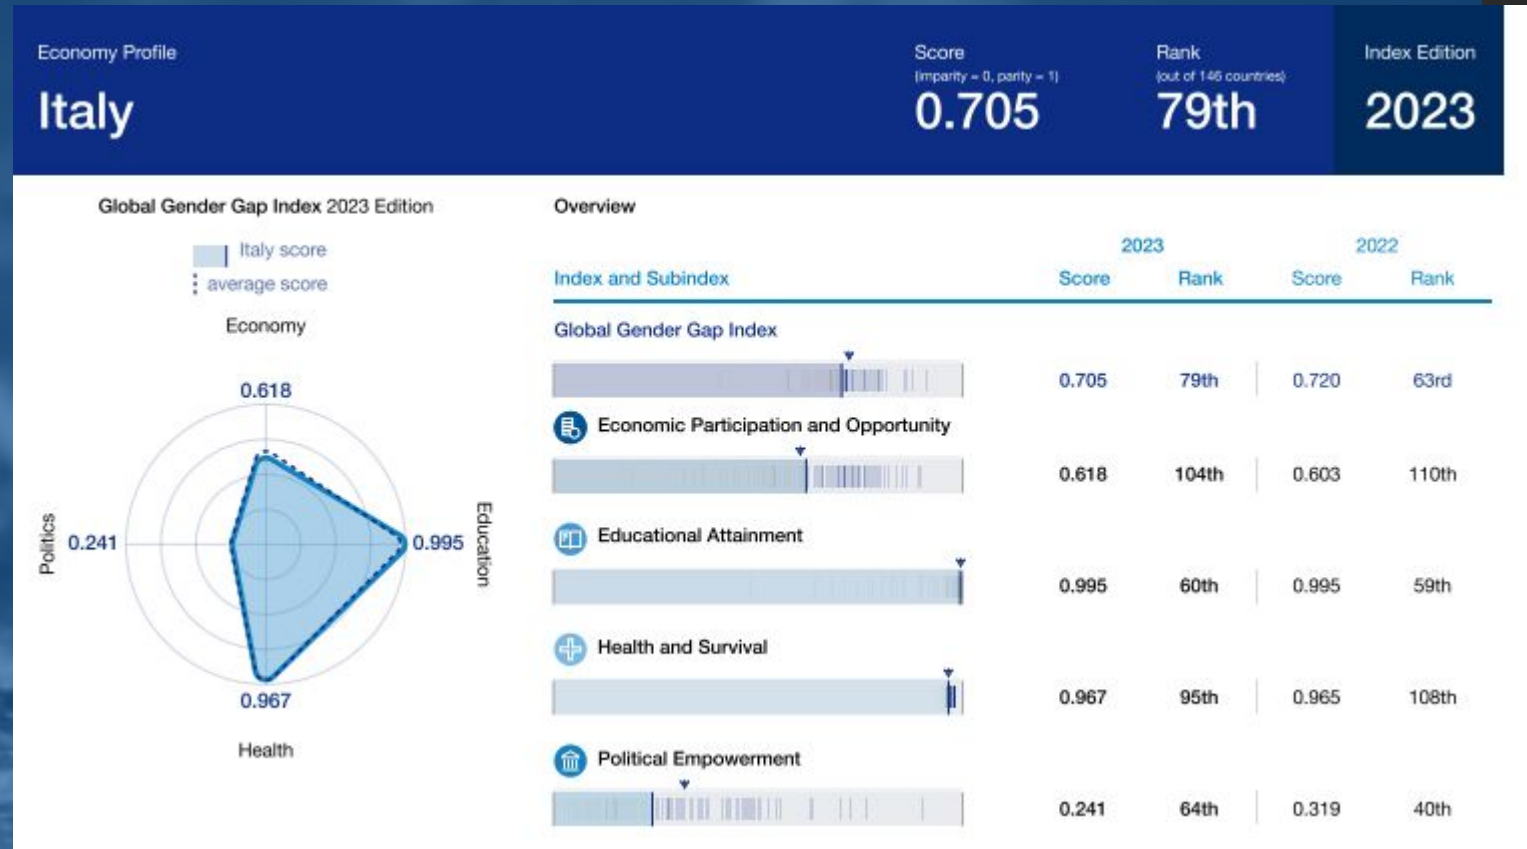 Economy Profile
Italy
Score
(imparity = 0, parity = 1)
0.705
Rank
(out of 146 countries)
79th
Index Edition
2023
Global Gender Gap Index 2023 Edition
Italy score
average score
Economy
0.618
Politics
0.241
0.995
Education
0.967
Health
Overview
2023 2022
Index and Subindex Score Rank Score Rank
Global Gender Gap Index
0.705 79th 0.720 63rd
Economic Participation and Opportunity
0.618 104th 0.603 110th
Educational Attainment
0.995 60th 0.995 59th
Health and Survival
0.967 95th 0.965 108th
Political Empowerment
0.241 64th 0.319 40th